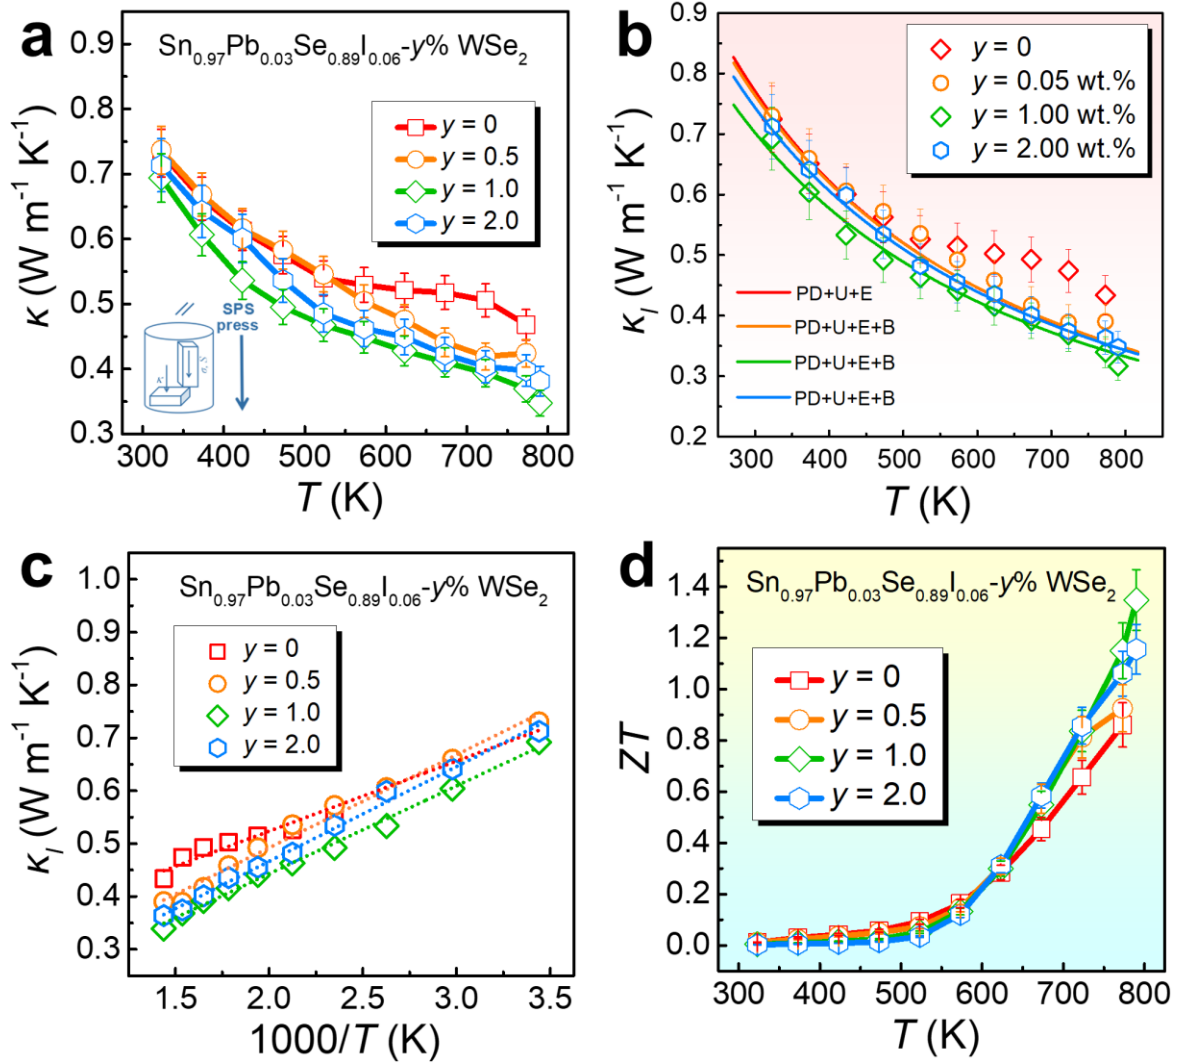 a
Sn0.97Pb0.03Se0.89I0.06-y% WSe2
0.9
0.8
0.7
0.6
0.5
0.4
0.3
κ (W m-1 K-1)
y = 0
y = 0.5
y = 1.0
y = 2.0
//
SPS
press
κ
σ, S
300 400 500 600 700 800
T (K)
b
0.9
0.8
0.7
0.6
0.5
0.4
0.3
0.2
κl (W m-1 K-1)
y = 0
y = 0.05 wt.%
y = 1.00 wt.%
y = 2.00 wt.%
PD+U+E
PD+U+E+B
PD+U+E+B
PD+U+E+B
300 400 500 600 700 800
T (K)
c
Sn0.97Pb0.03Se0.89I0.06-y% WSe2
1.0
0.9
0.8
0.7
0.6
0.5
0.4
0.3
κl (W m-1 K-1)
y = 0
y = 0.5
y = 1.0
y = 2.0
1.5 2.0 2.5 3.0 3.5
1000/T (K)
d
Sn0.97Pb0.03Se0.89I0.06-y% WSe2
1.4
1.2
1.0
0.8
0.6
0.4
0.2
0.0
ZT
y = 0
y = 0.5
y = 1.0
y = 2.0
300 400 500 600 700 800
T (K)